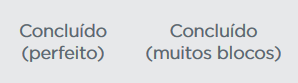 Concluído
(perfeito)
Concluído
(muitos blocos)